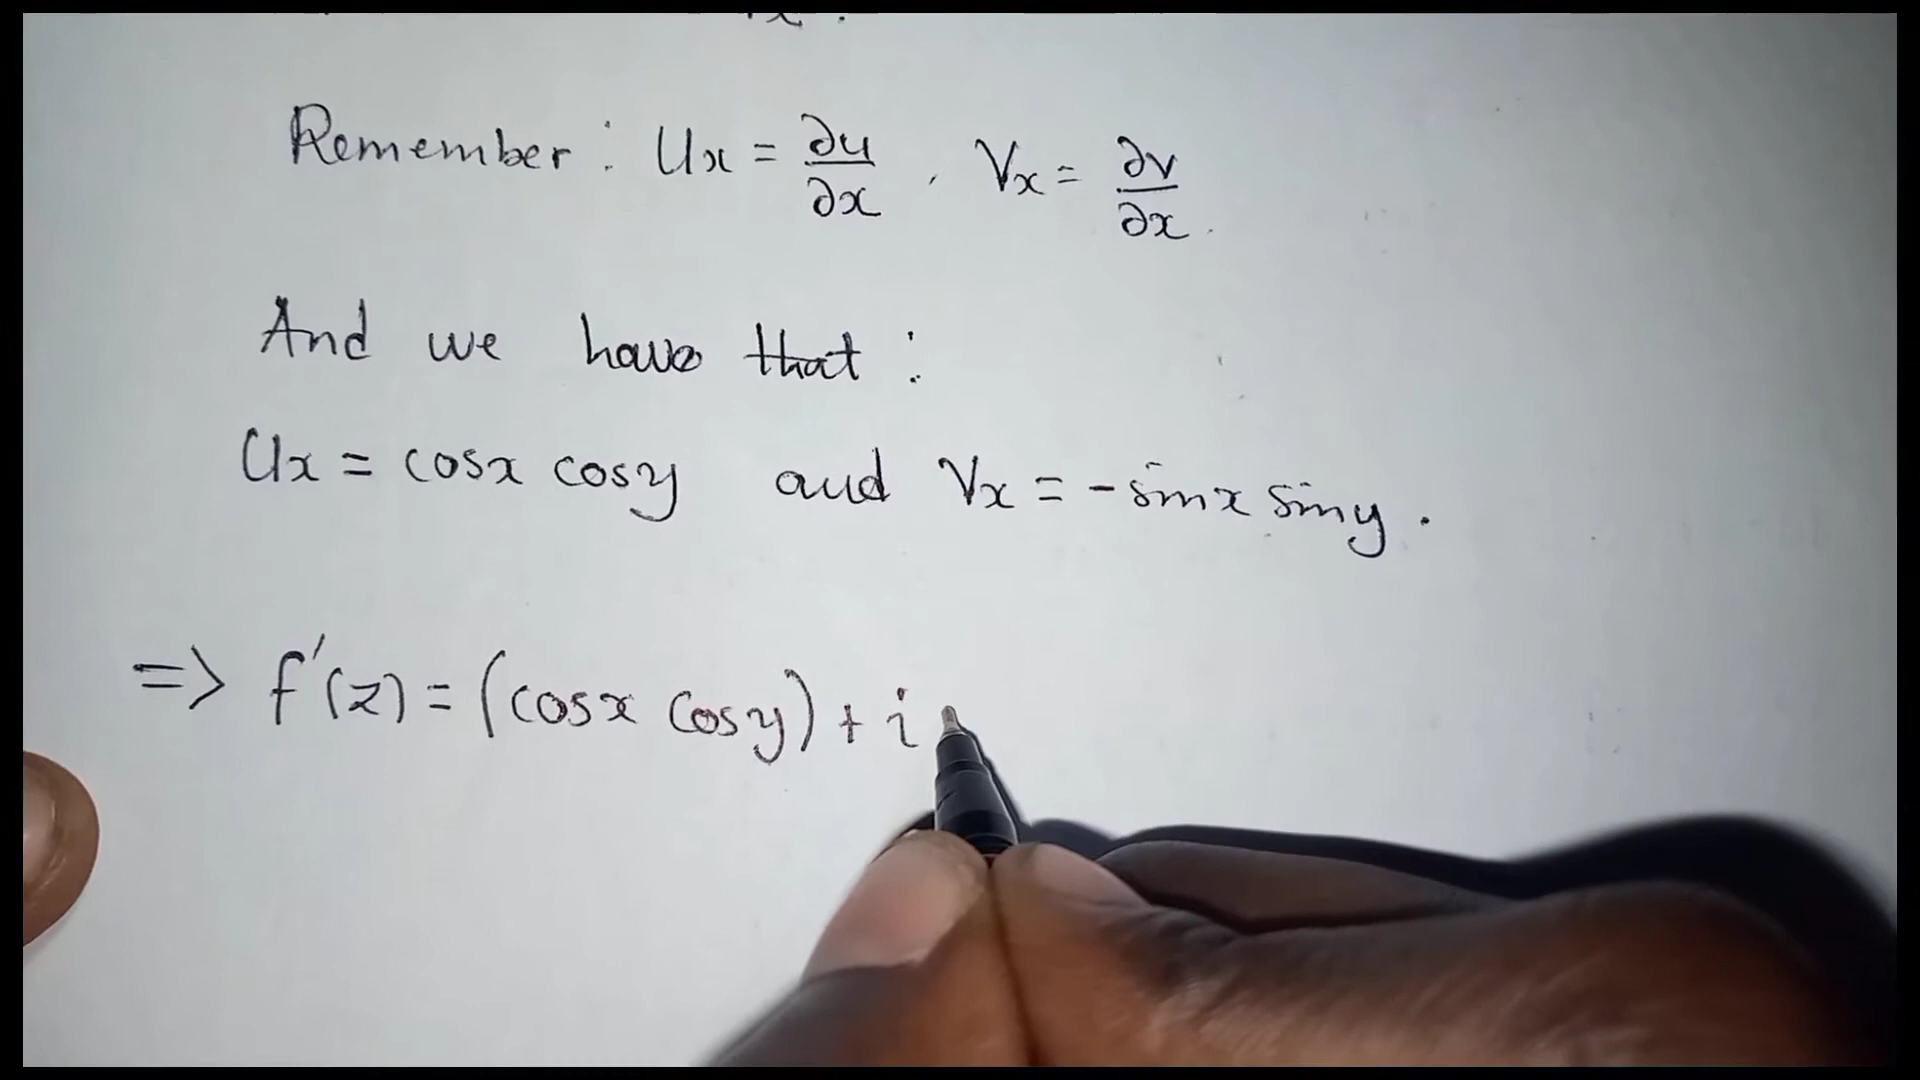 Remember : Ux = ∂u/∂x , Vx = ∂v/∂x .
And we have that :
Ux = cosx cosy and Vx = -sinx siny .
=> f'(z) = (cosx cosy) + i